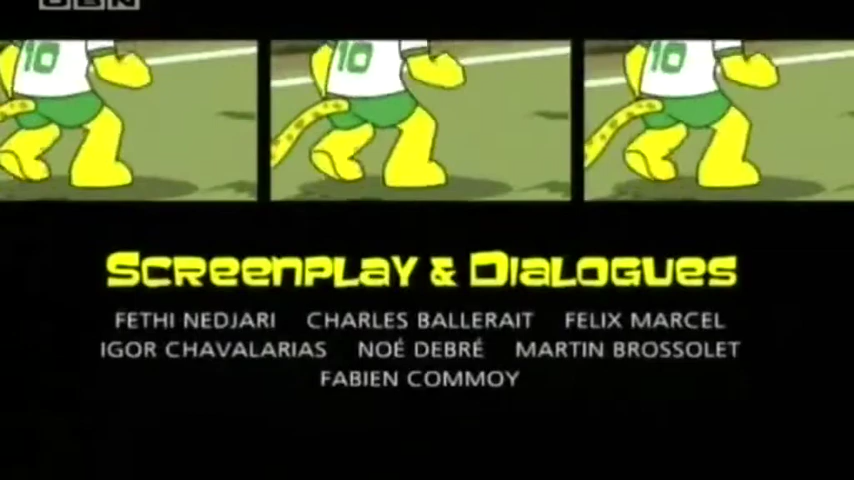 10 10 10
Screenplay & Dialogues
FETHI NEDJARI CHARLES BALLERAIT FELIX MARCEL
IGOR CHAVALARIAS NOÉ DEBRÉ MARTIN BROSSOLET
FABIEN COMMOY